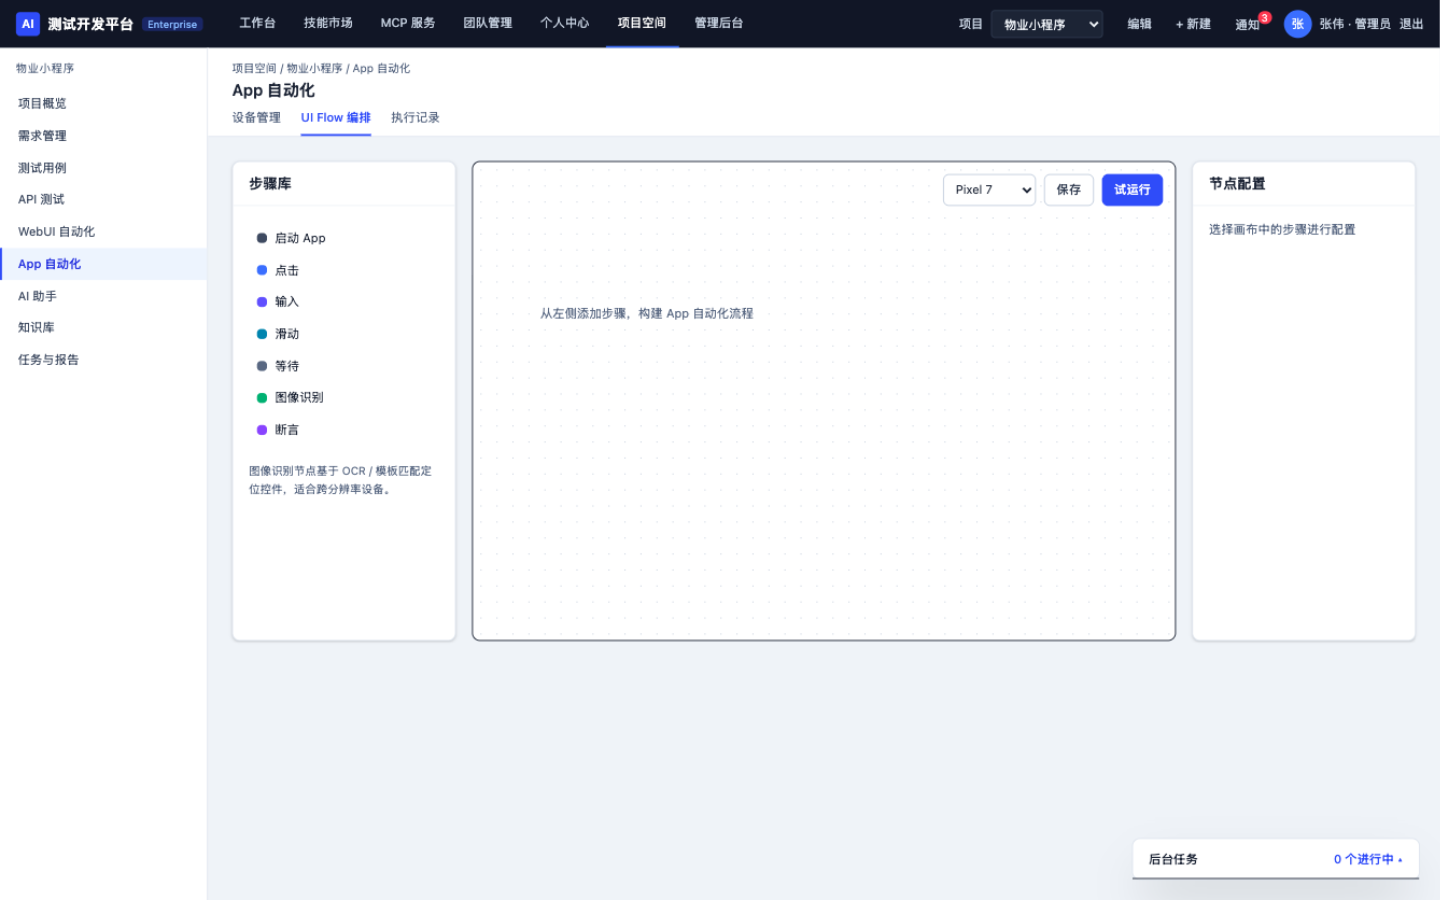 AI 测试开发平台 Enterprise 工作台 技能市场 MCP 服务 团队管理 个人中心 项目空间 管理后台 项目 物业小程序 编辑 + 新建 通知 3 张 张伟 · 管理员 退出
物业小程序
项目概览
需求管理
测试用例
API 测试
WebUI 自动化
App 自动化
AI 助手
知识库
任务与报告
项目空间 / 物业小程序 / App 自动化
App 自动化
设备管理 UI Flow 编排 执行记录
步骤库
启动 App
点击
输入
滑动
等待
图像识别
断言
图像识别节点基于 OCR / 模板匹配定
位控件，适合跨分辨率设备。
Pixel 7 保存 试运行
从左侧添加步骤，构建 App 自动化流程
节点配置
选择画布中的步骤进行配置
后台任务 0 个进行中